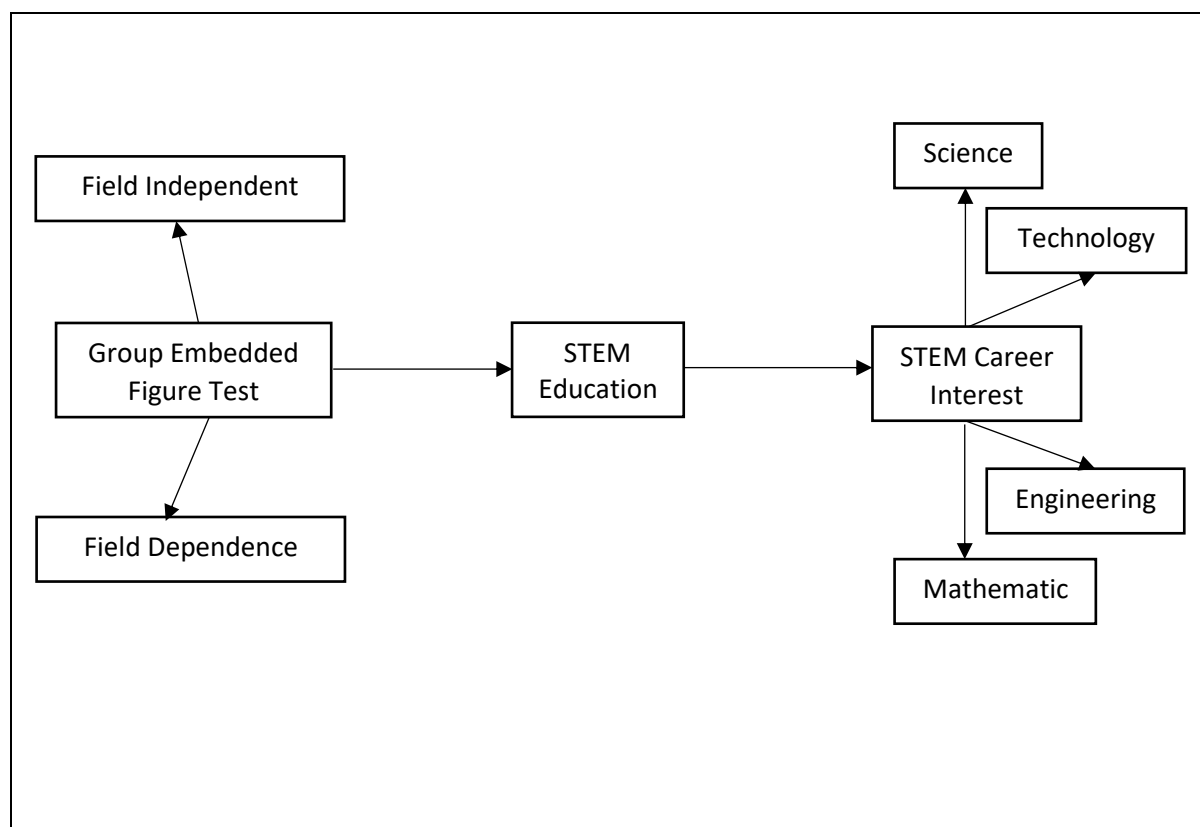 Field Independent
Group Embedded
Figure Test
Field Dependence
STEM
Education
Science
Technology
STEM Career
Interest
Engineering
Mathematic